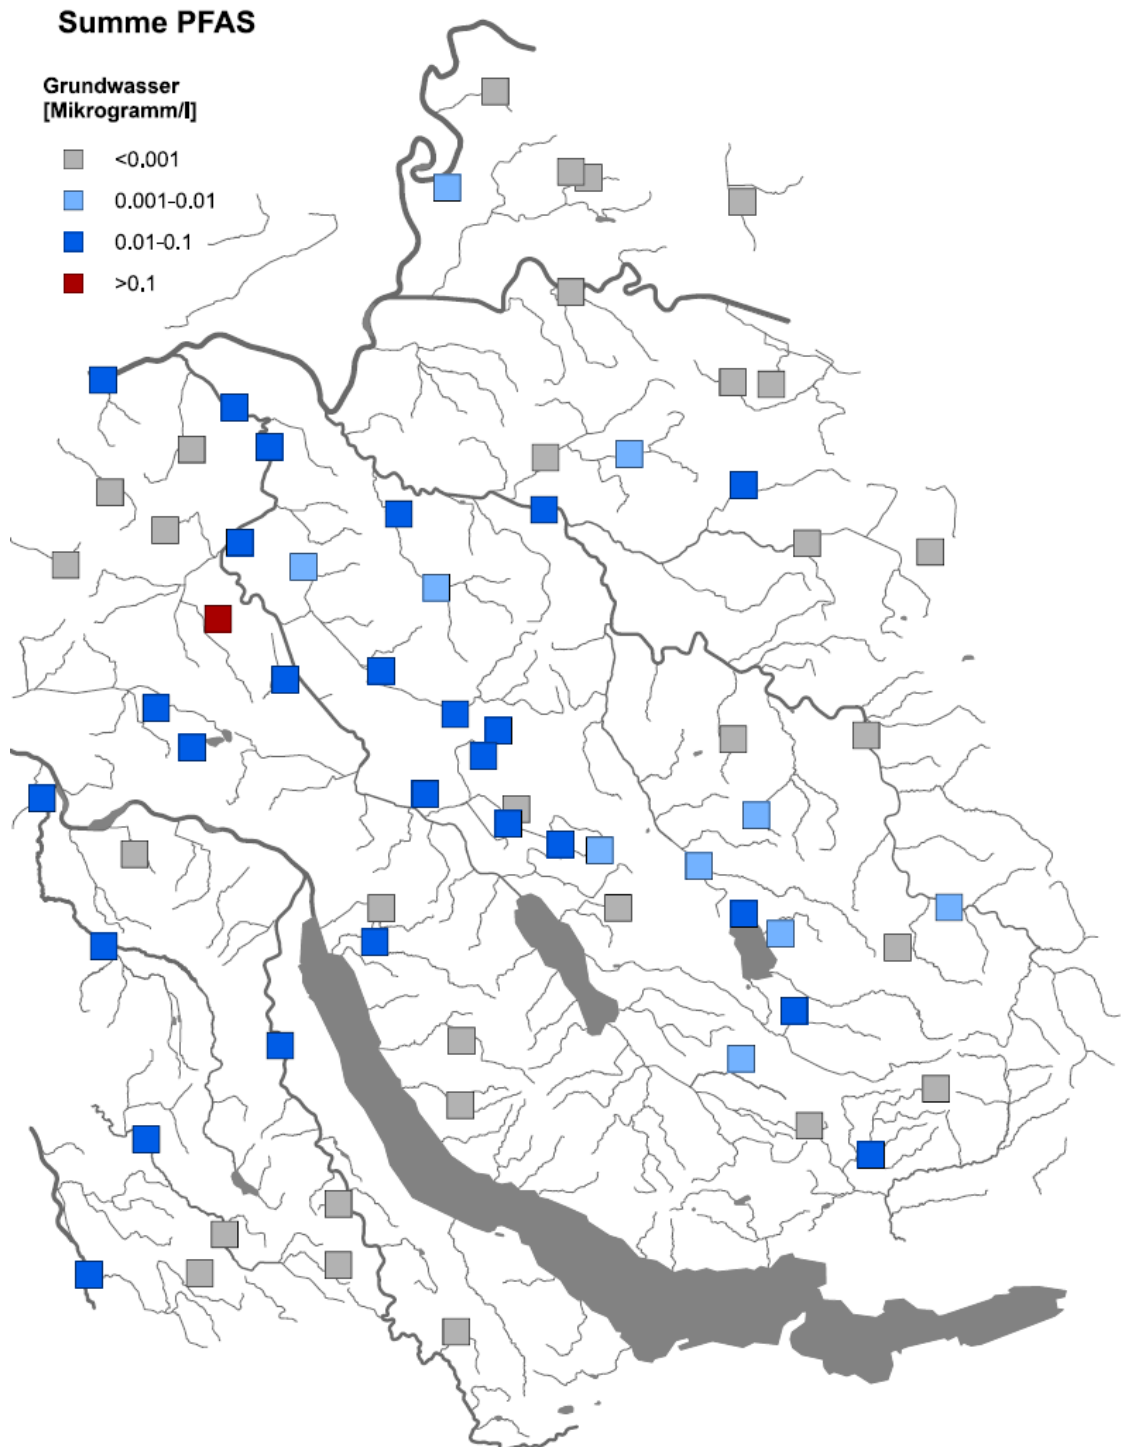 Summe PFAS
Grundwasser
[Mikrogramm/l]
<0.001
0.001-0.01
0.01-0.1
>0.1